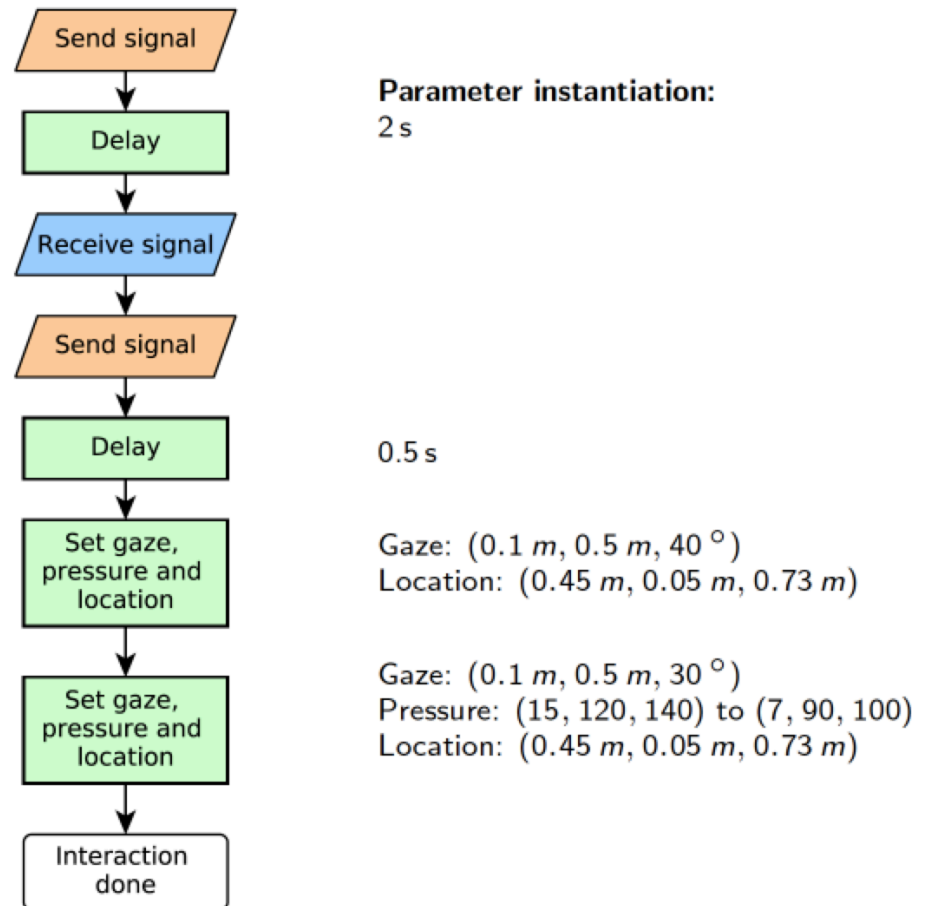 Send signal
Parameter instantiation:
Delay
2 s
Receive signal
Send signal
Delay
0.5 s
Set gaze,
pressure and
location
Gaze: (0.1 m, 0.5 m, 40 °)
Location: (0.45 m, 0.05 m, 0.73 m)
Set gaze,
pressure and
location
Gaze: (0.1 m, 0.5 m, 30 °)
Pressure: (15, 120, 140) to (7, 90, 100)
Location: (0.45 m, 0.05 m, 0.73 m)
Interaction
done